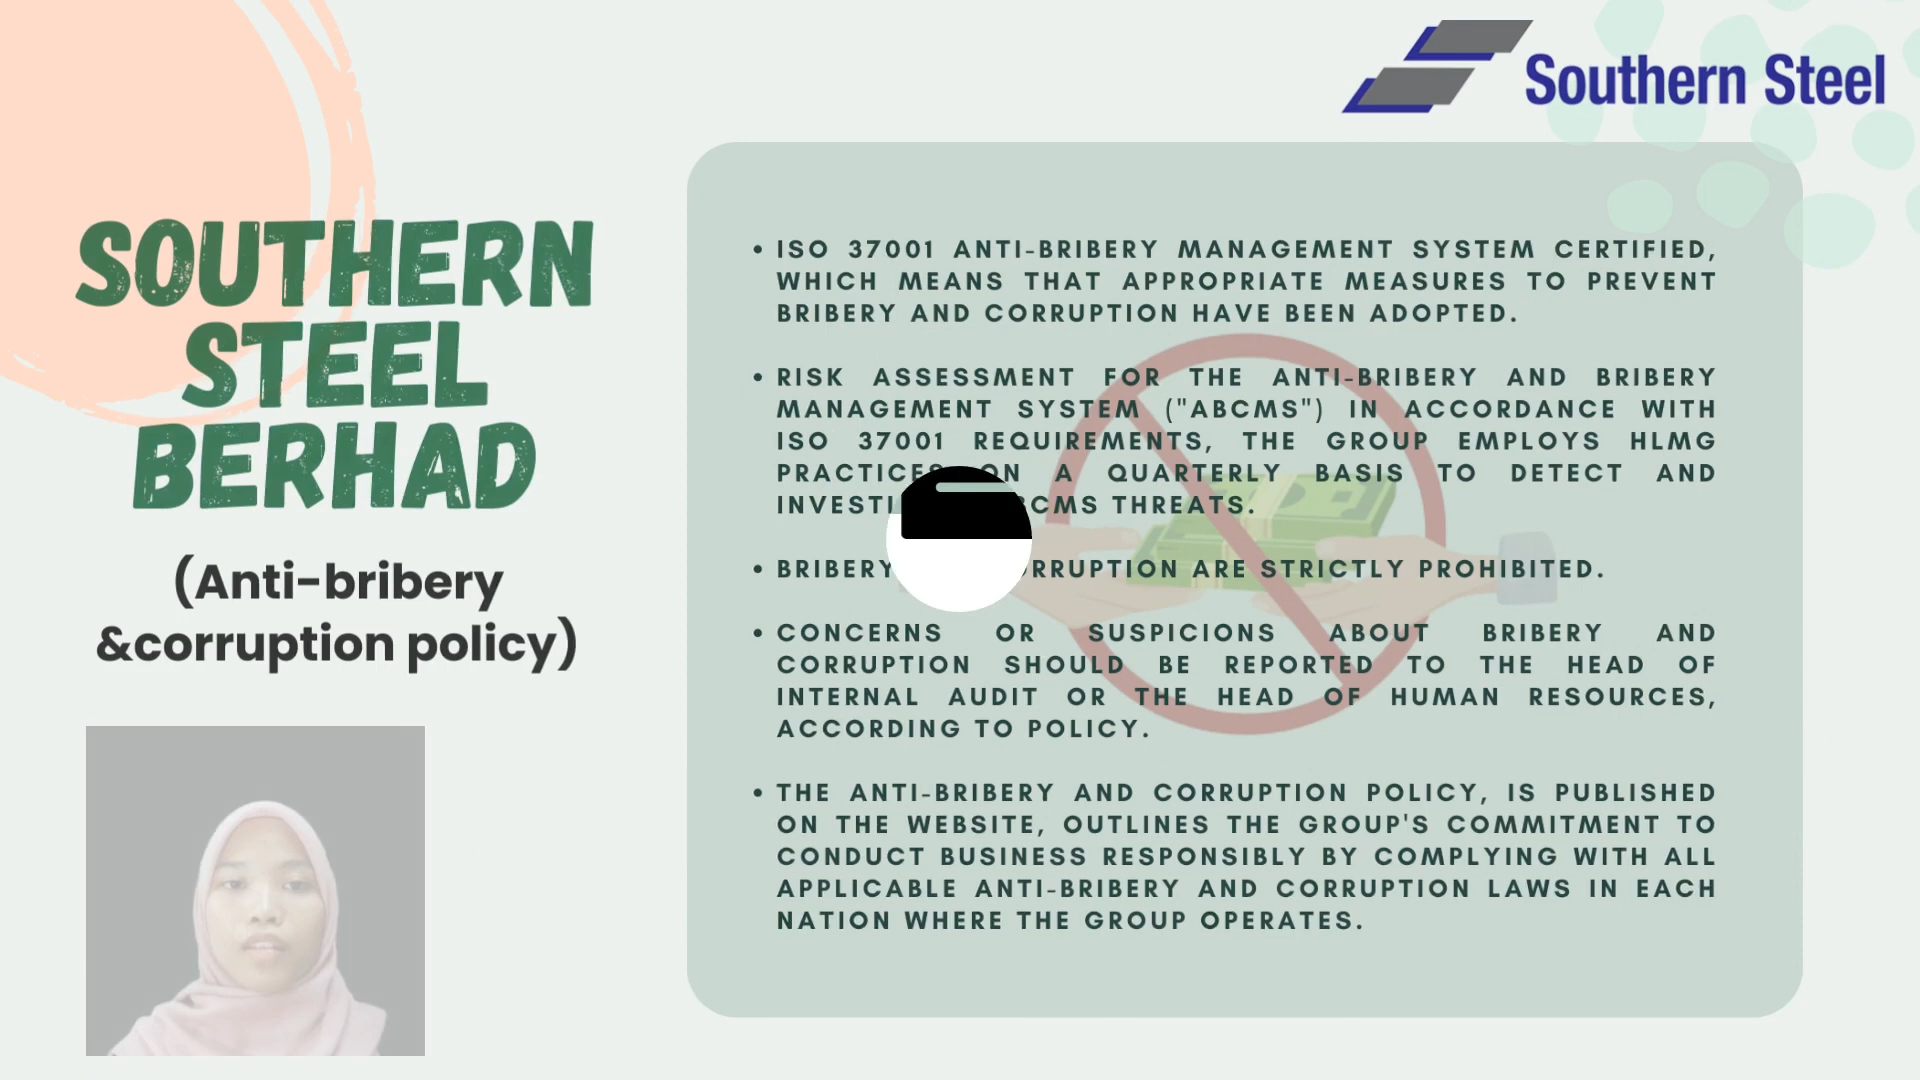 Southern Steel
SOUTHERN
STEEL
BERHAD
(Anti-bribery
&corruption policy)
• ISO 37001 ANTI-BRIBERY MANAGEMENT SYSTEM CERTIFIED,
WHICH MEANS THAT APPROPRIATE MEASURES TO PREVENT
BRIBERY AND CORRUPTION HAVE BEEN ADOPTED.
• RISK ASSESSMENT FOR THE ANTI-BRIBERY AND BRIBERY
MANAGEMENT SYSTEM ("ABCMS") IN ACCORDANCE WITH
ISO 37001 REQUIREMENTS, THE GROUP EMPLOYS HLMG
PRACTICES ON A QUARTERLY BASIS TO DETECT AND
THREATS.
• BRIBERY ARE STRICTLY PROHIBITED.
• CONCERNS OR SUSPICIONS ABOUT BRIBERY AND
CORRUPTION SHOULD BE REPORTED TO THE HEAD OF
INTERNAL AUDIT OR THE HEAD OF HUMAN RESOURCES,
ACCORDING TO POLICY.
• THE ANTI-BRIBERY AND CORRUPTION POLICY, IS PUBLISHED
ON THE WEBSITE, OUTLINES THE GROUP'S COMMITMENT TO
CONDUCT BUSINESS RESPONSIBLY BY COMPLYING WITH ALL
APPLICABLE ANTI-BRIBERY AND CORRUPTION LAWS IN EACH
NATION WHERE THE GROUP OPERATES.